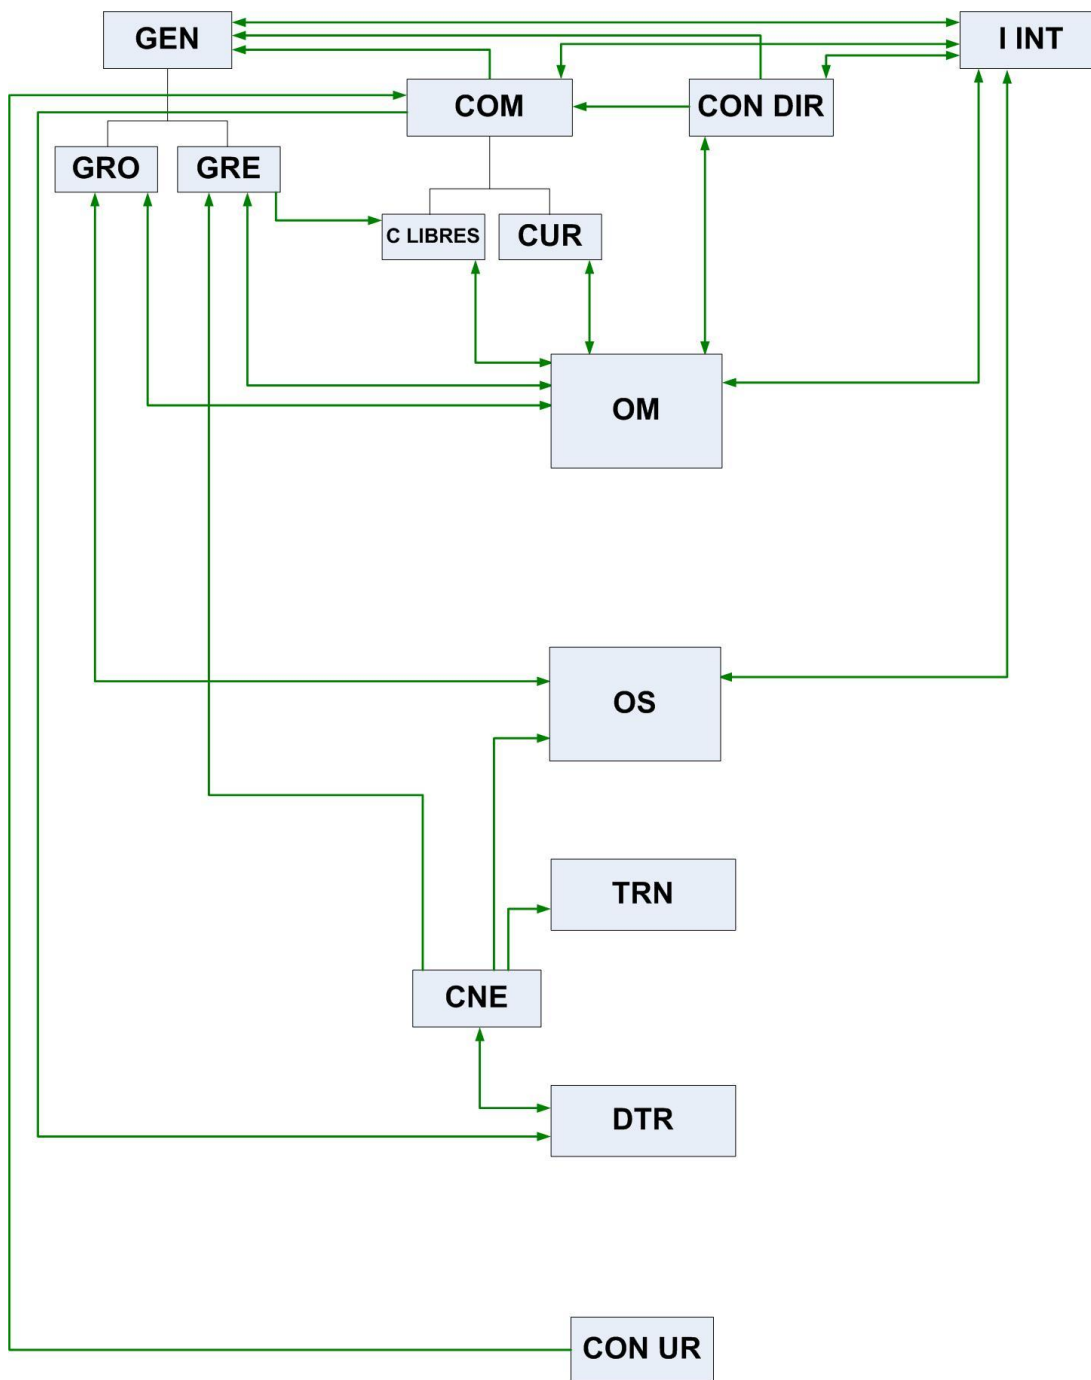 GEN
I INT
COM
CON DIR
GRO
GRE
C LIBRES
CUR
OM
OS
TRN
CNE
DTR
CON UR